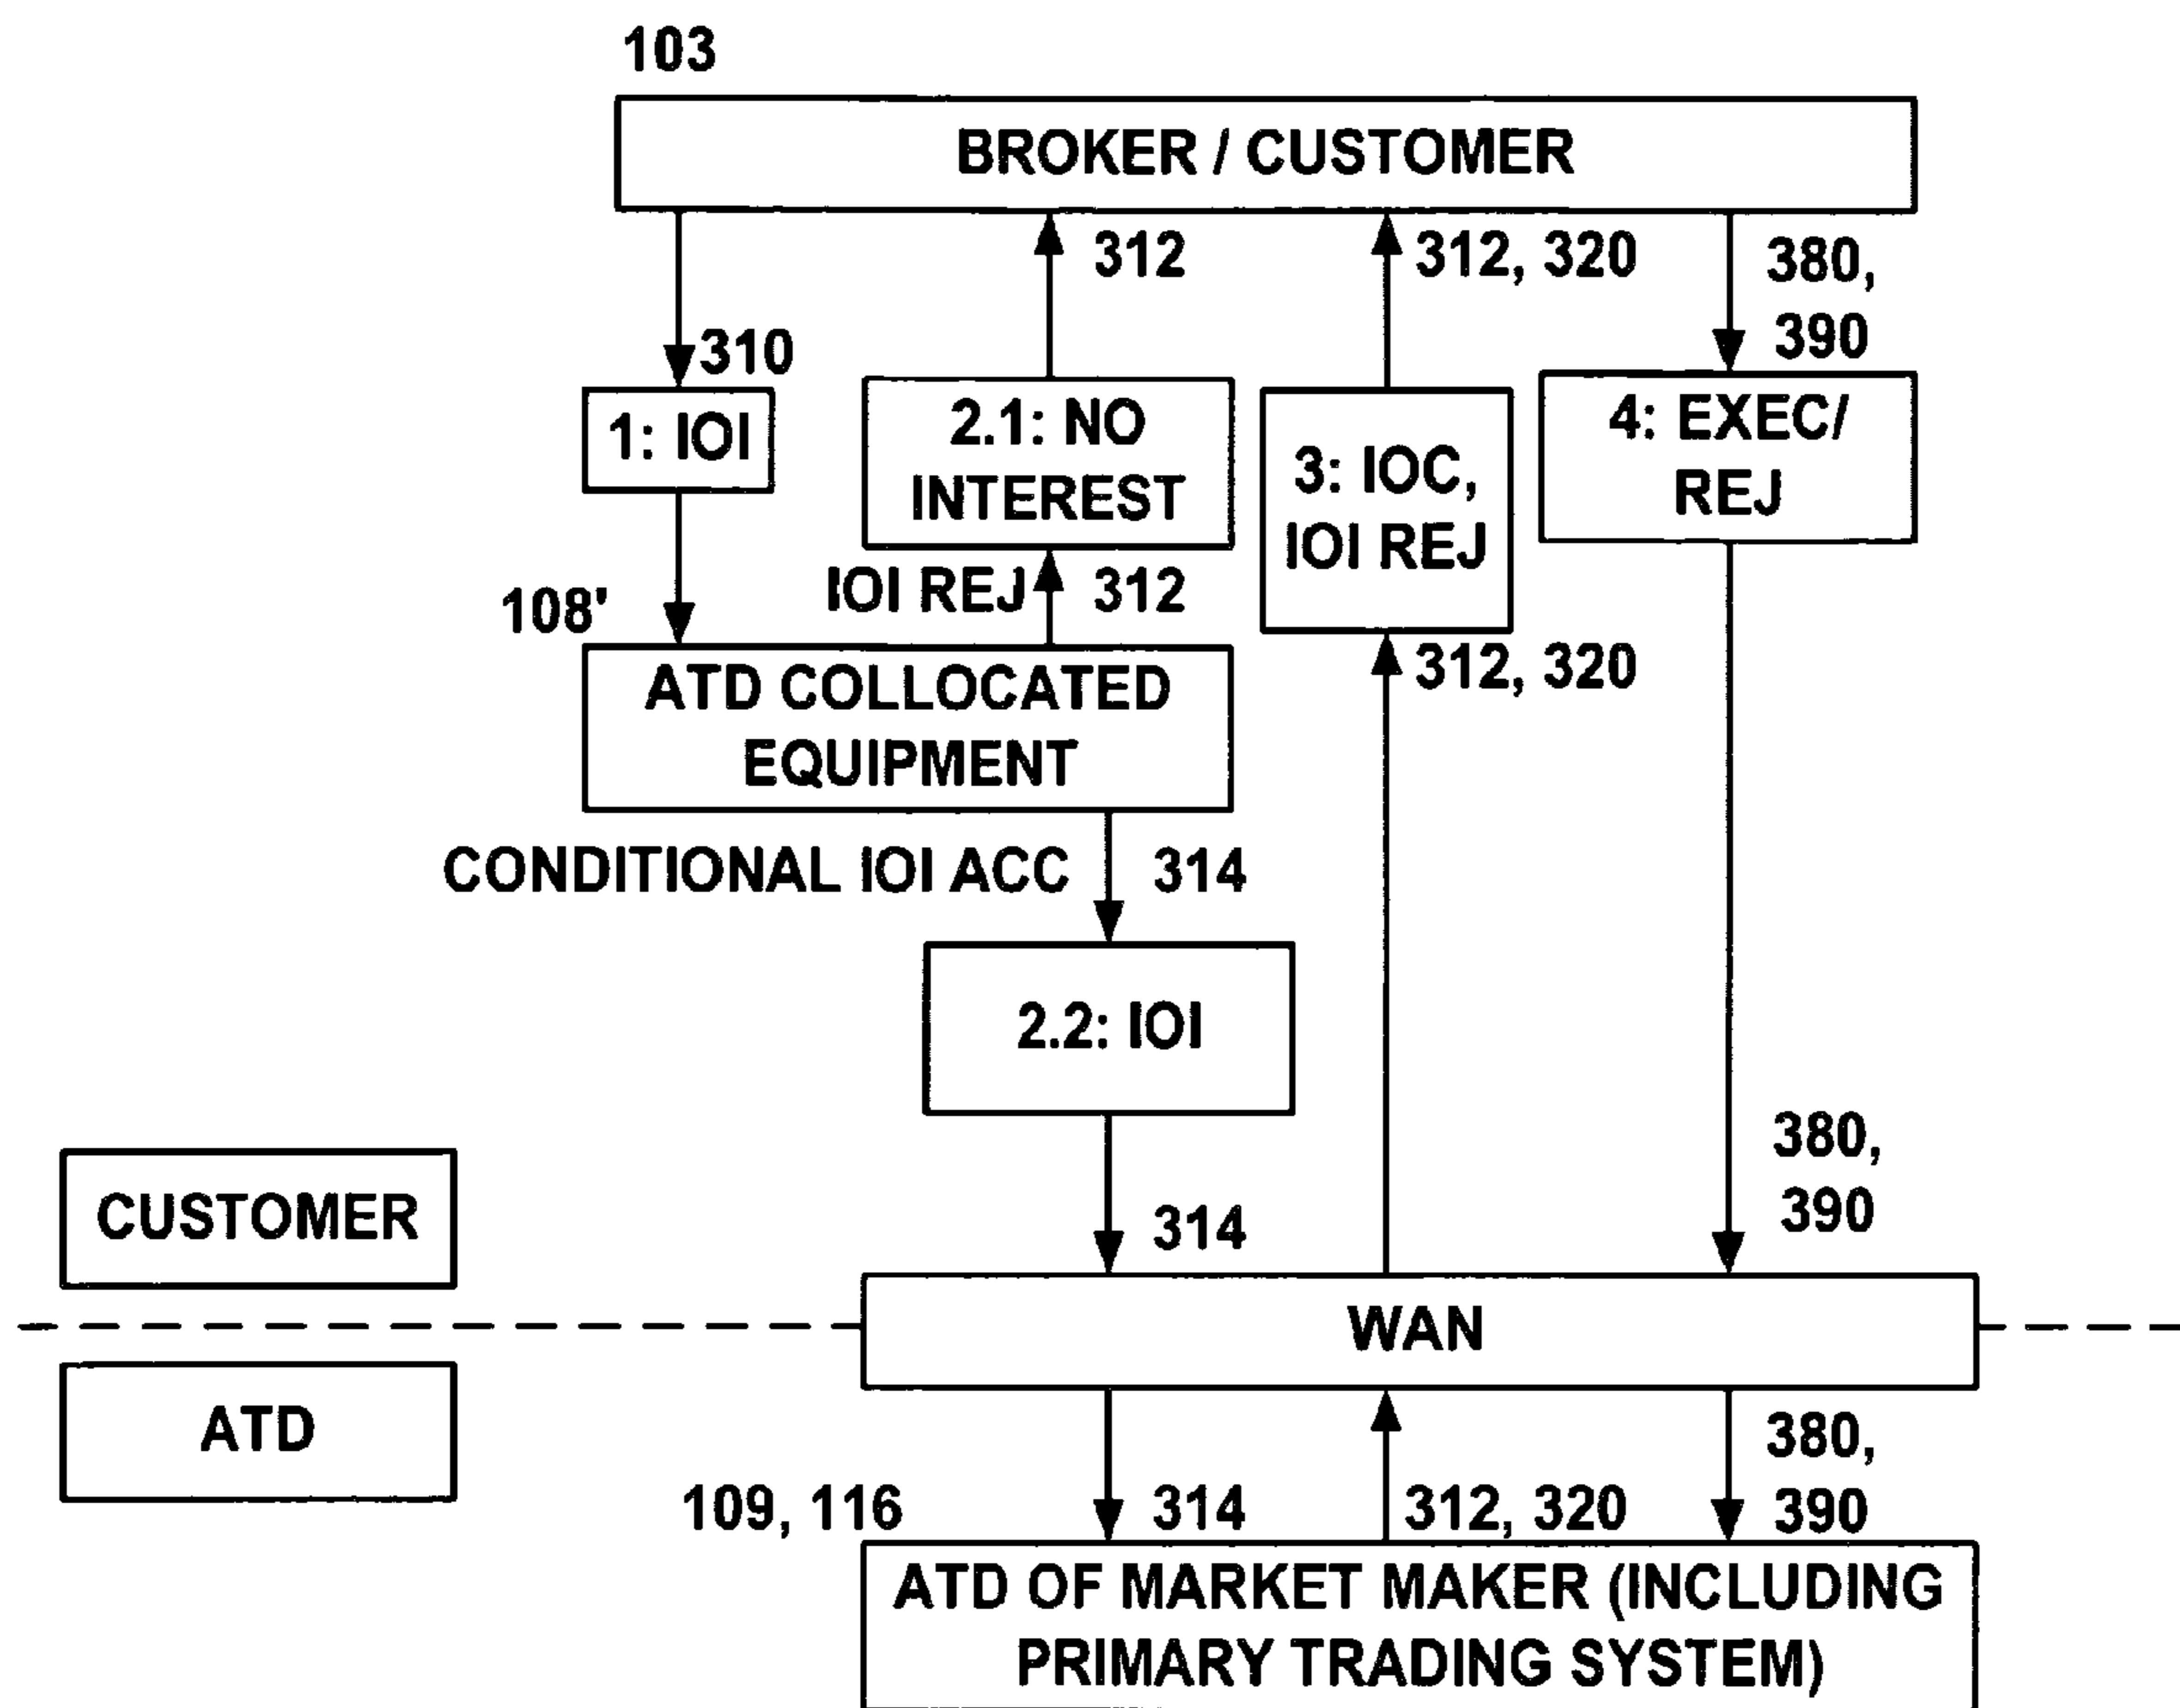 103
BROKER / CUSTOMER
312
312, 320
380,
390
310
1: IOI
2.1: NO
INTEREST
3: IOC,
IOI REJ
4: EXEC/
REJ
108'
IOI REJ
312
312, 320
ATD COLLOCATED
EQUIPMENT
CONDITIONAL IOI ACC
314
2.2: IOI
380,
390
CUSTOMER
314
WAN
ATD
380,
390
109, 116
314
312, 320
ATD OF MARKET MAKER (INCLUDING
PRIMARY TRADING SYSTEM)